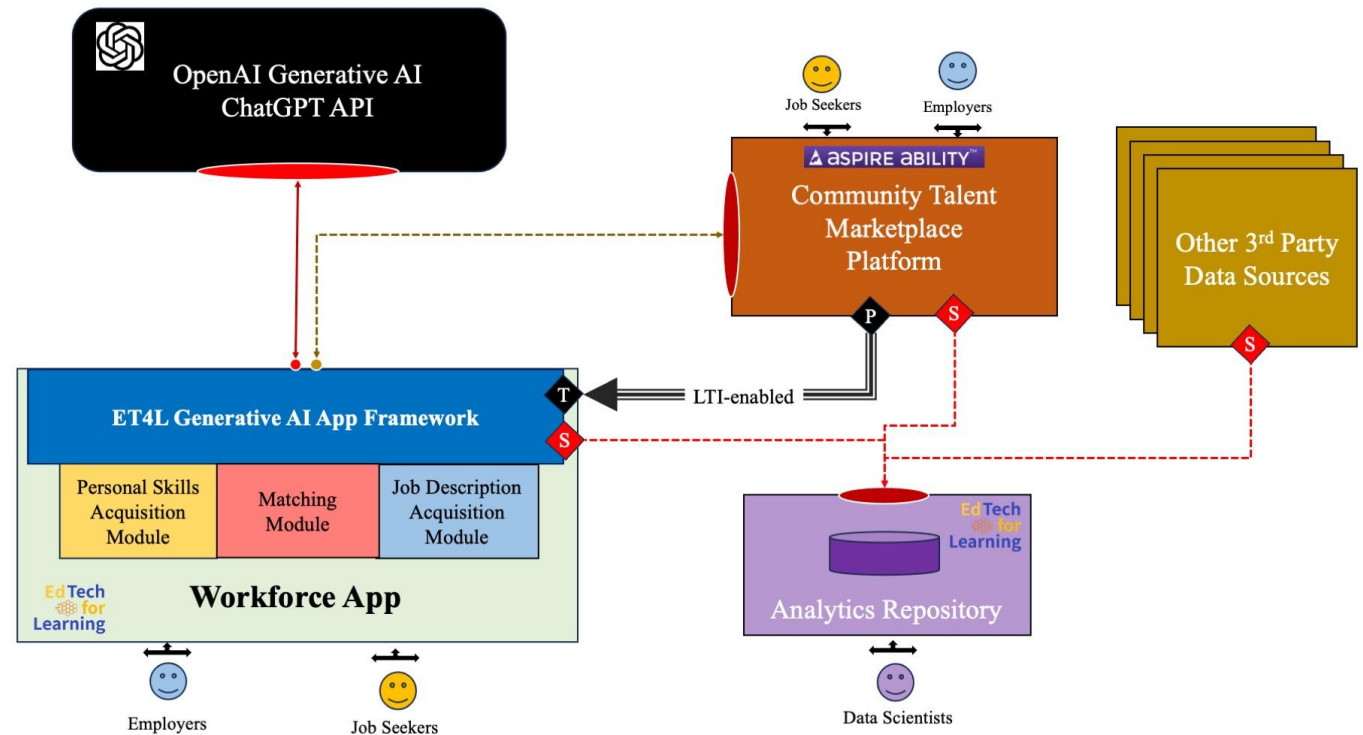 OpenAI Generative AI
ChatGPT API
Job Seekers
Employers
ASPIRE ABILITY™
Community Talent
Marketplace
Platform
Other 3rd Party
Data Sources
P
S
S
LTI-enabled
T
S
ET4L Generative AI App Framework
Personal Skills
Acquisition
Module
Matching
Module
Job Description
Acquisition
Module
Workforce App
EdTech
for
Learning
EdTech
for
Learning
Analytics Repository
Employers
Job Seekers
Data Scientists